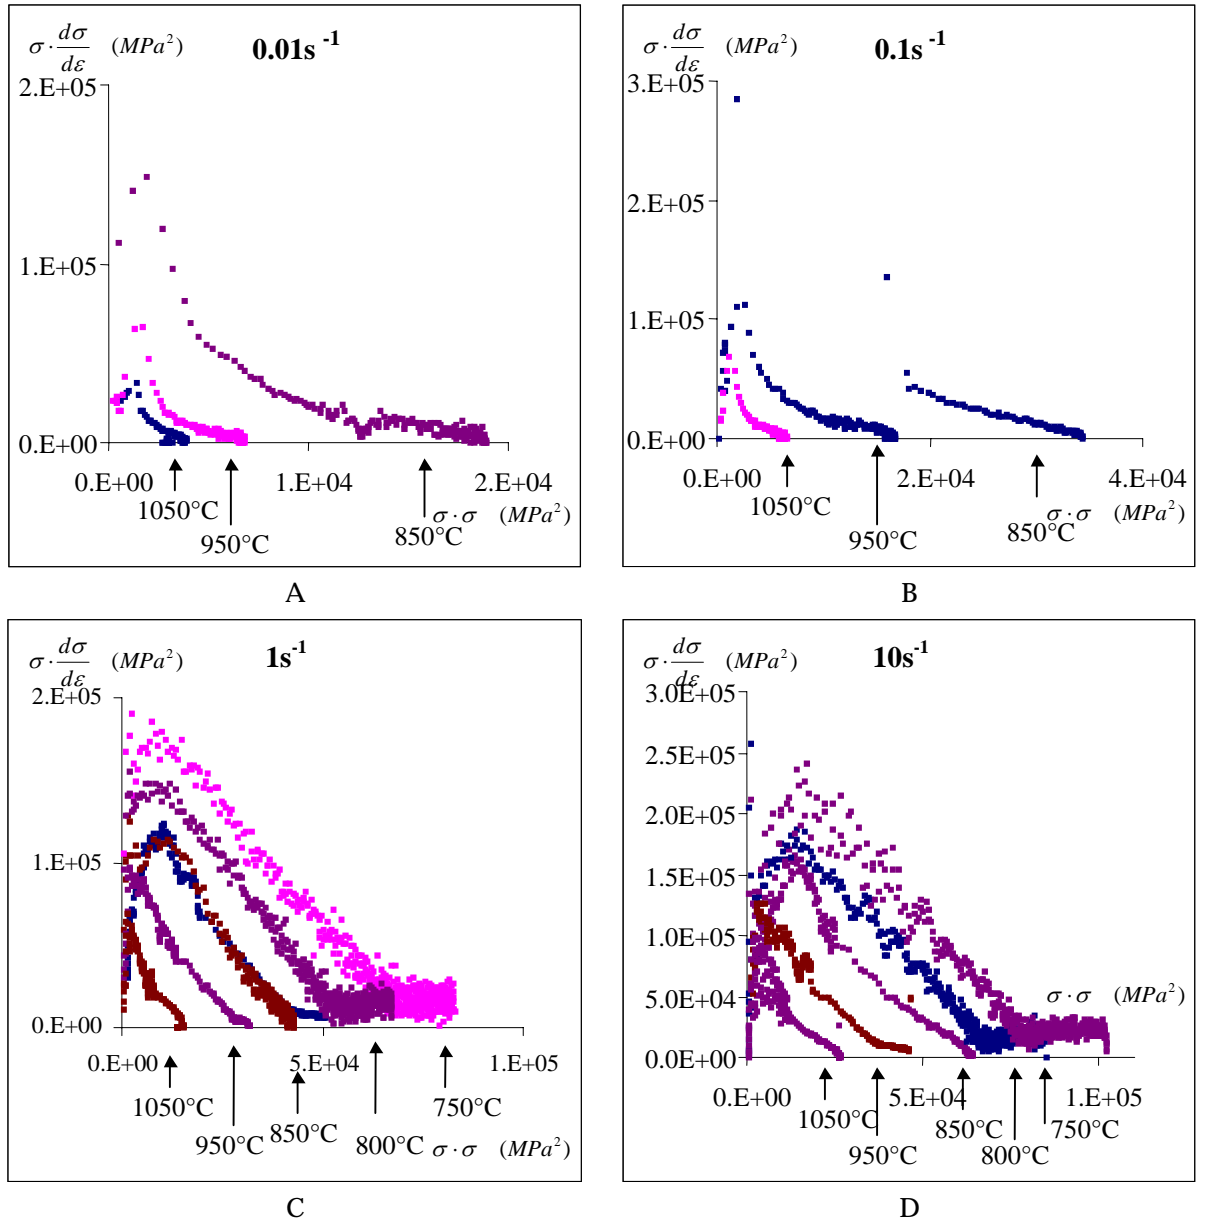 σ · dσ/dε (MPa²) 0.01s⁻¹
2.E+05
1.E+05
0.E+00
0.E+00 1.E+04 2.E+04
1050°C 850°C σ · σ (MPa²)
950°C
A
σ · dσ/dε (MPa²) 0.1s⁻¹
3.E+05
2.E+05
1.E+05
0.E+00
0.E+00 2.E+04 4.E+04
1050°C σ · σ (MPa²)
950°C 850°C
B
σ · dσ/dε (MPa²) 1s⁻¹
2.E+05
1.E+05
0.E+00
0.E+00 5.E+04 1.E+05
1050°C 750°C
950°C 850°C 800°C σ · σ (MPa²)
C
σ · dσ/dε (MPa²) 10s⁻¹
3.0E+05
2.5E+05
2.0E+05
1.5E+05
1.0E+05
5.0E+04 σ · σ (MPa²)
0.0E+00
0.E+00 5.E+04 1.E+05
1050°C 850°C 750°C
950°C 800°C
D